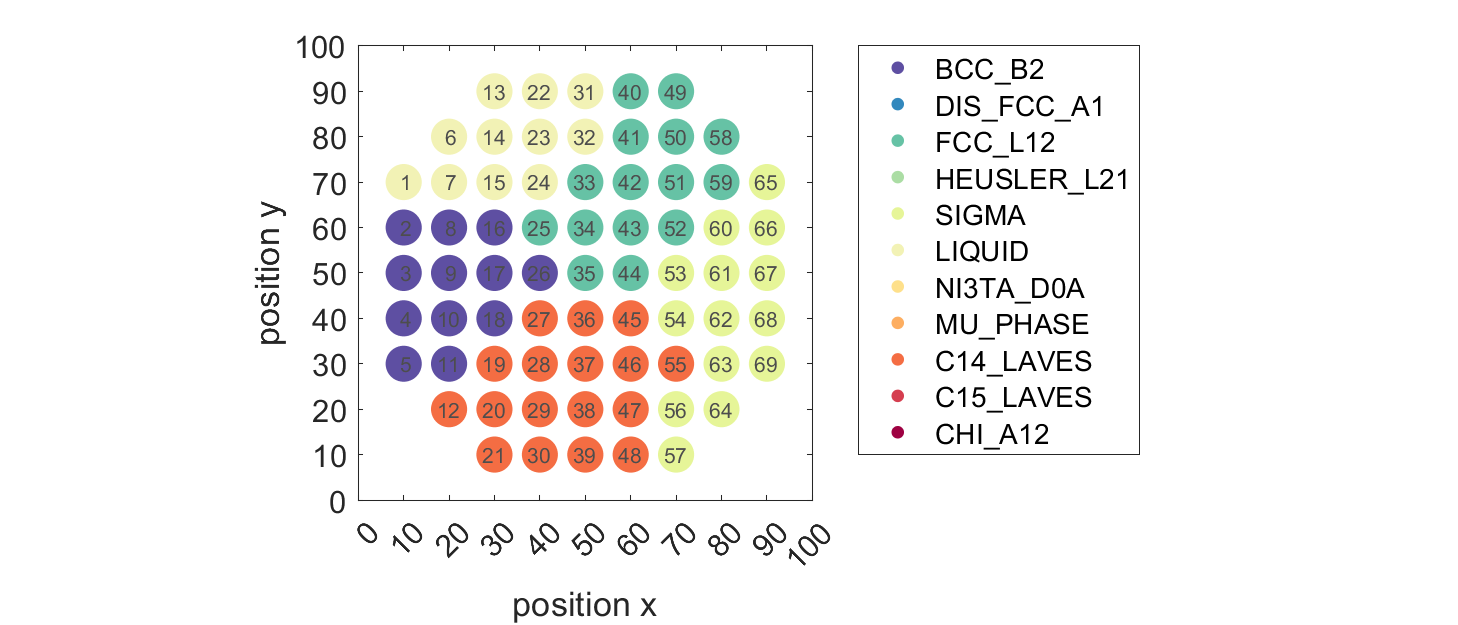 100
90
80
70
60
50
40
30
20
10
0
13 22 31 40 49
6 14 23 32 41 50 58
1 7 15 24 33 42 51 59 65
2 8 16 25 34 43 52 60 66
3 9 17 26 35 44 53 61 67
4 10 18 27 36 45 54 62 68
5 11 19 28 37 46 55 63 69
12 20 29 38 47 56 64
21 30 39 48 57
0 10 20 30 40 50 60 70 80 90 100
position x
position y
BCC_B2
DIS_FCC_A1
FCC_L12
HEUSLER_L21
SIGMA
LIQUID
NI3TA_D0A
MU_PHASE
C14_LAVES
C15_LAVES
CHI_A12